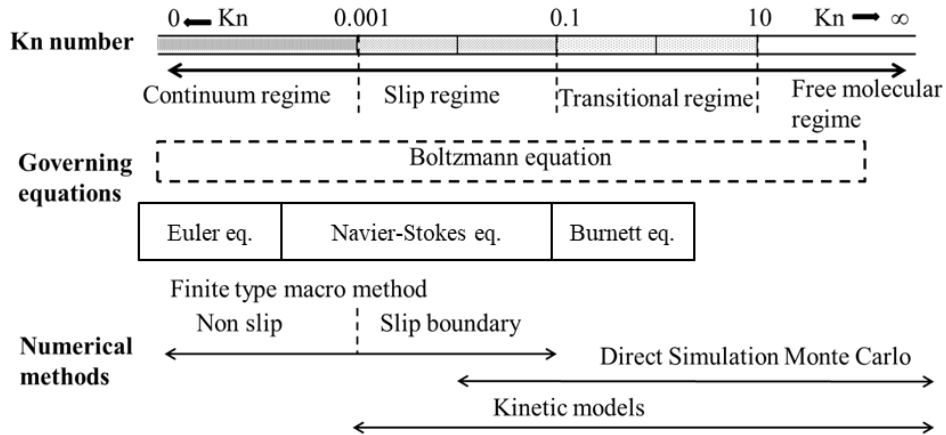 0 ← Kn 0.001 0.1 10 Kn → ∞
Kn number
Continuum regime Slip regime Transitional regime Free molecular
regime
Governing
equations
Boltzmann equation
Euler eq. Navier-Stokes eq. Burnett eq.
Finite type macro method
Non slip Slip boundary
Numerical
methods
Direct Simulation Monte Carlo
Kinetic models